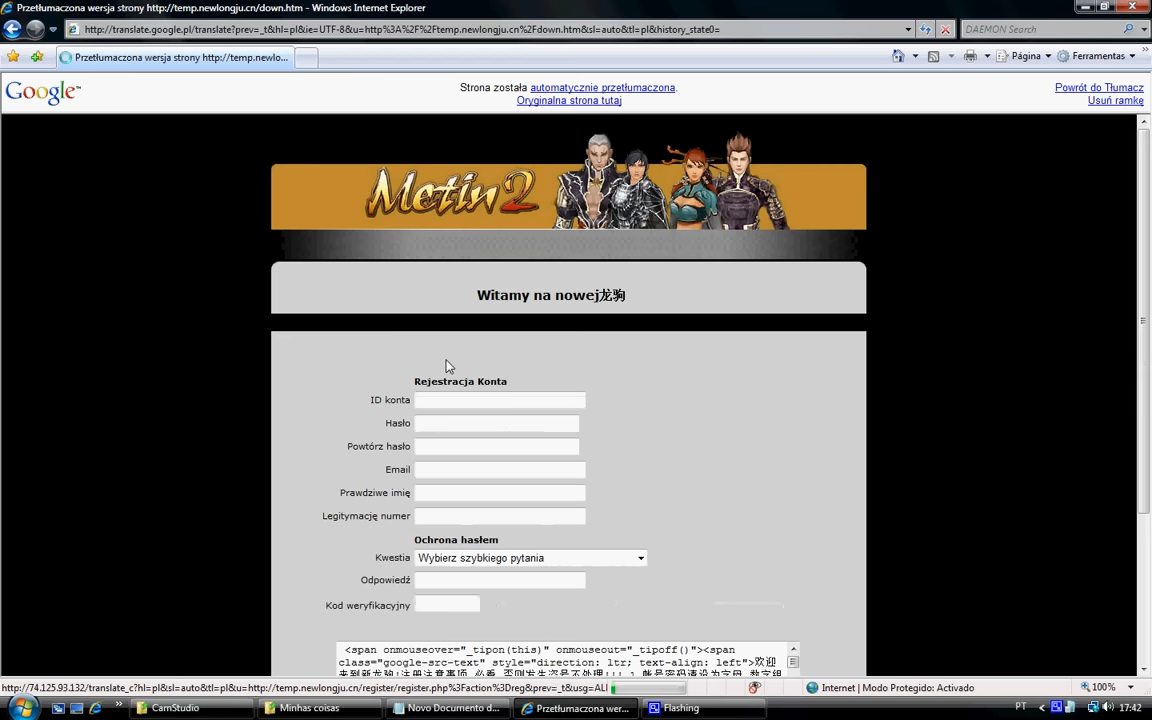 Przetłumaczona wersja strony http://temp.newlongju.cn/down.htm - Windows Internet Explorer
http://translate.google.pl/translate?prev=_t&hl=pl&ie=UTF-8&u=http%3A%2F%2Ftemp.newlongju.cn%2Fdown.htm&sl=auto&tl=pl&history_state0=
DAEMON Search
Przetłumaczona wersja strony http://temp.newlo...
Página
Ferramentas
Google™
Strona została automatycznie przetłumaczona.
Oryginalna strona tutaj
Powrót do Tłumacz
Usuń ramkę
Metin 2
Witamy na nowej龙狗
Rejestracja Konta
ID konta
Hasło
Powtórz hasło
Email
Prawdziwe imię
Legitymację numer
Ochrona hasłem
Kwestia Wybierz szybkiego pytania
Odpowiedź
Kod weryfikacyjny
<span onmouseover="_tipon(this)" onmouseout="_tipoff()"><span
class="google-src-text" style="direction: ltr; text-align: left">欢迎
http://74.125.93.132/translate_c?hl=pl&sl=auto&tl=pl&u=http://temp.newlongju.cn/register/register.php%3Faction%3Dreg&prev=_t&usg=ALI
Internet | Modo Protegido: Activado
100%
CamStudio
Minhas coisas
Novo Documento d...
Przetłumaczona wer...
Flashing
PT
17:42